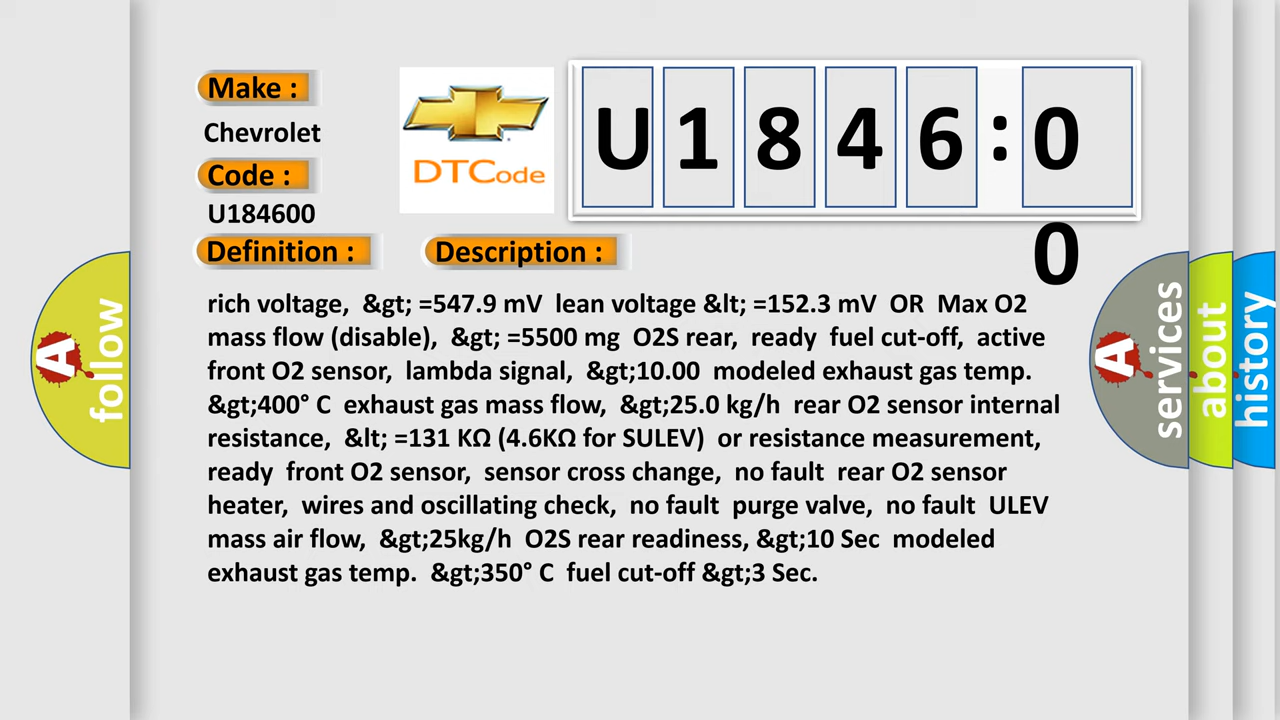 Make :
Chevrolet
Code :
U184600
Definition :
Description :
DTCode
U1846:0
0
rich voltage, &gt; =547.9 mV lean voltage &lt; =152.3 mV OR Max O2
mass flow (disable), &gt; =5500 mg O2S rear, ready fuel cut-off, active
front O2 sensor, lambda signal, &gt;10.00 modeled exhaust gas temp.
&gt;400° C exhaust gas mass flow, &gt;25.0 kg/h rear O2 sensor internal
resistance, &lt; =131 KΩ (4.6KΩ for SULEV) or resistance measurement,
ready front O2 sensor, sensor cross change, no fault rear O2 sensor
heater, wires and oscillating check, no fault purge valve, no fault ULEV
mass air flow, &gt;25kg/h O2S rear readiness, &gt;10 Sec modeled
exhaust gas temp. &gt;350° C fuel cut-off &gt;3 Sec.
A
follow
A
services
about
history